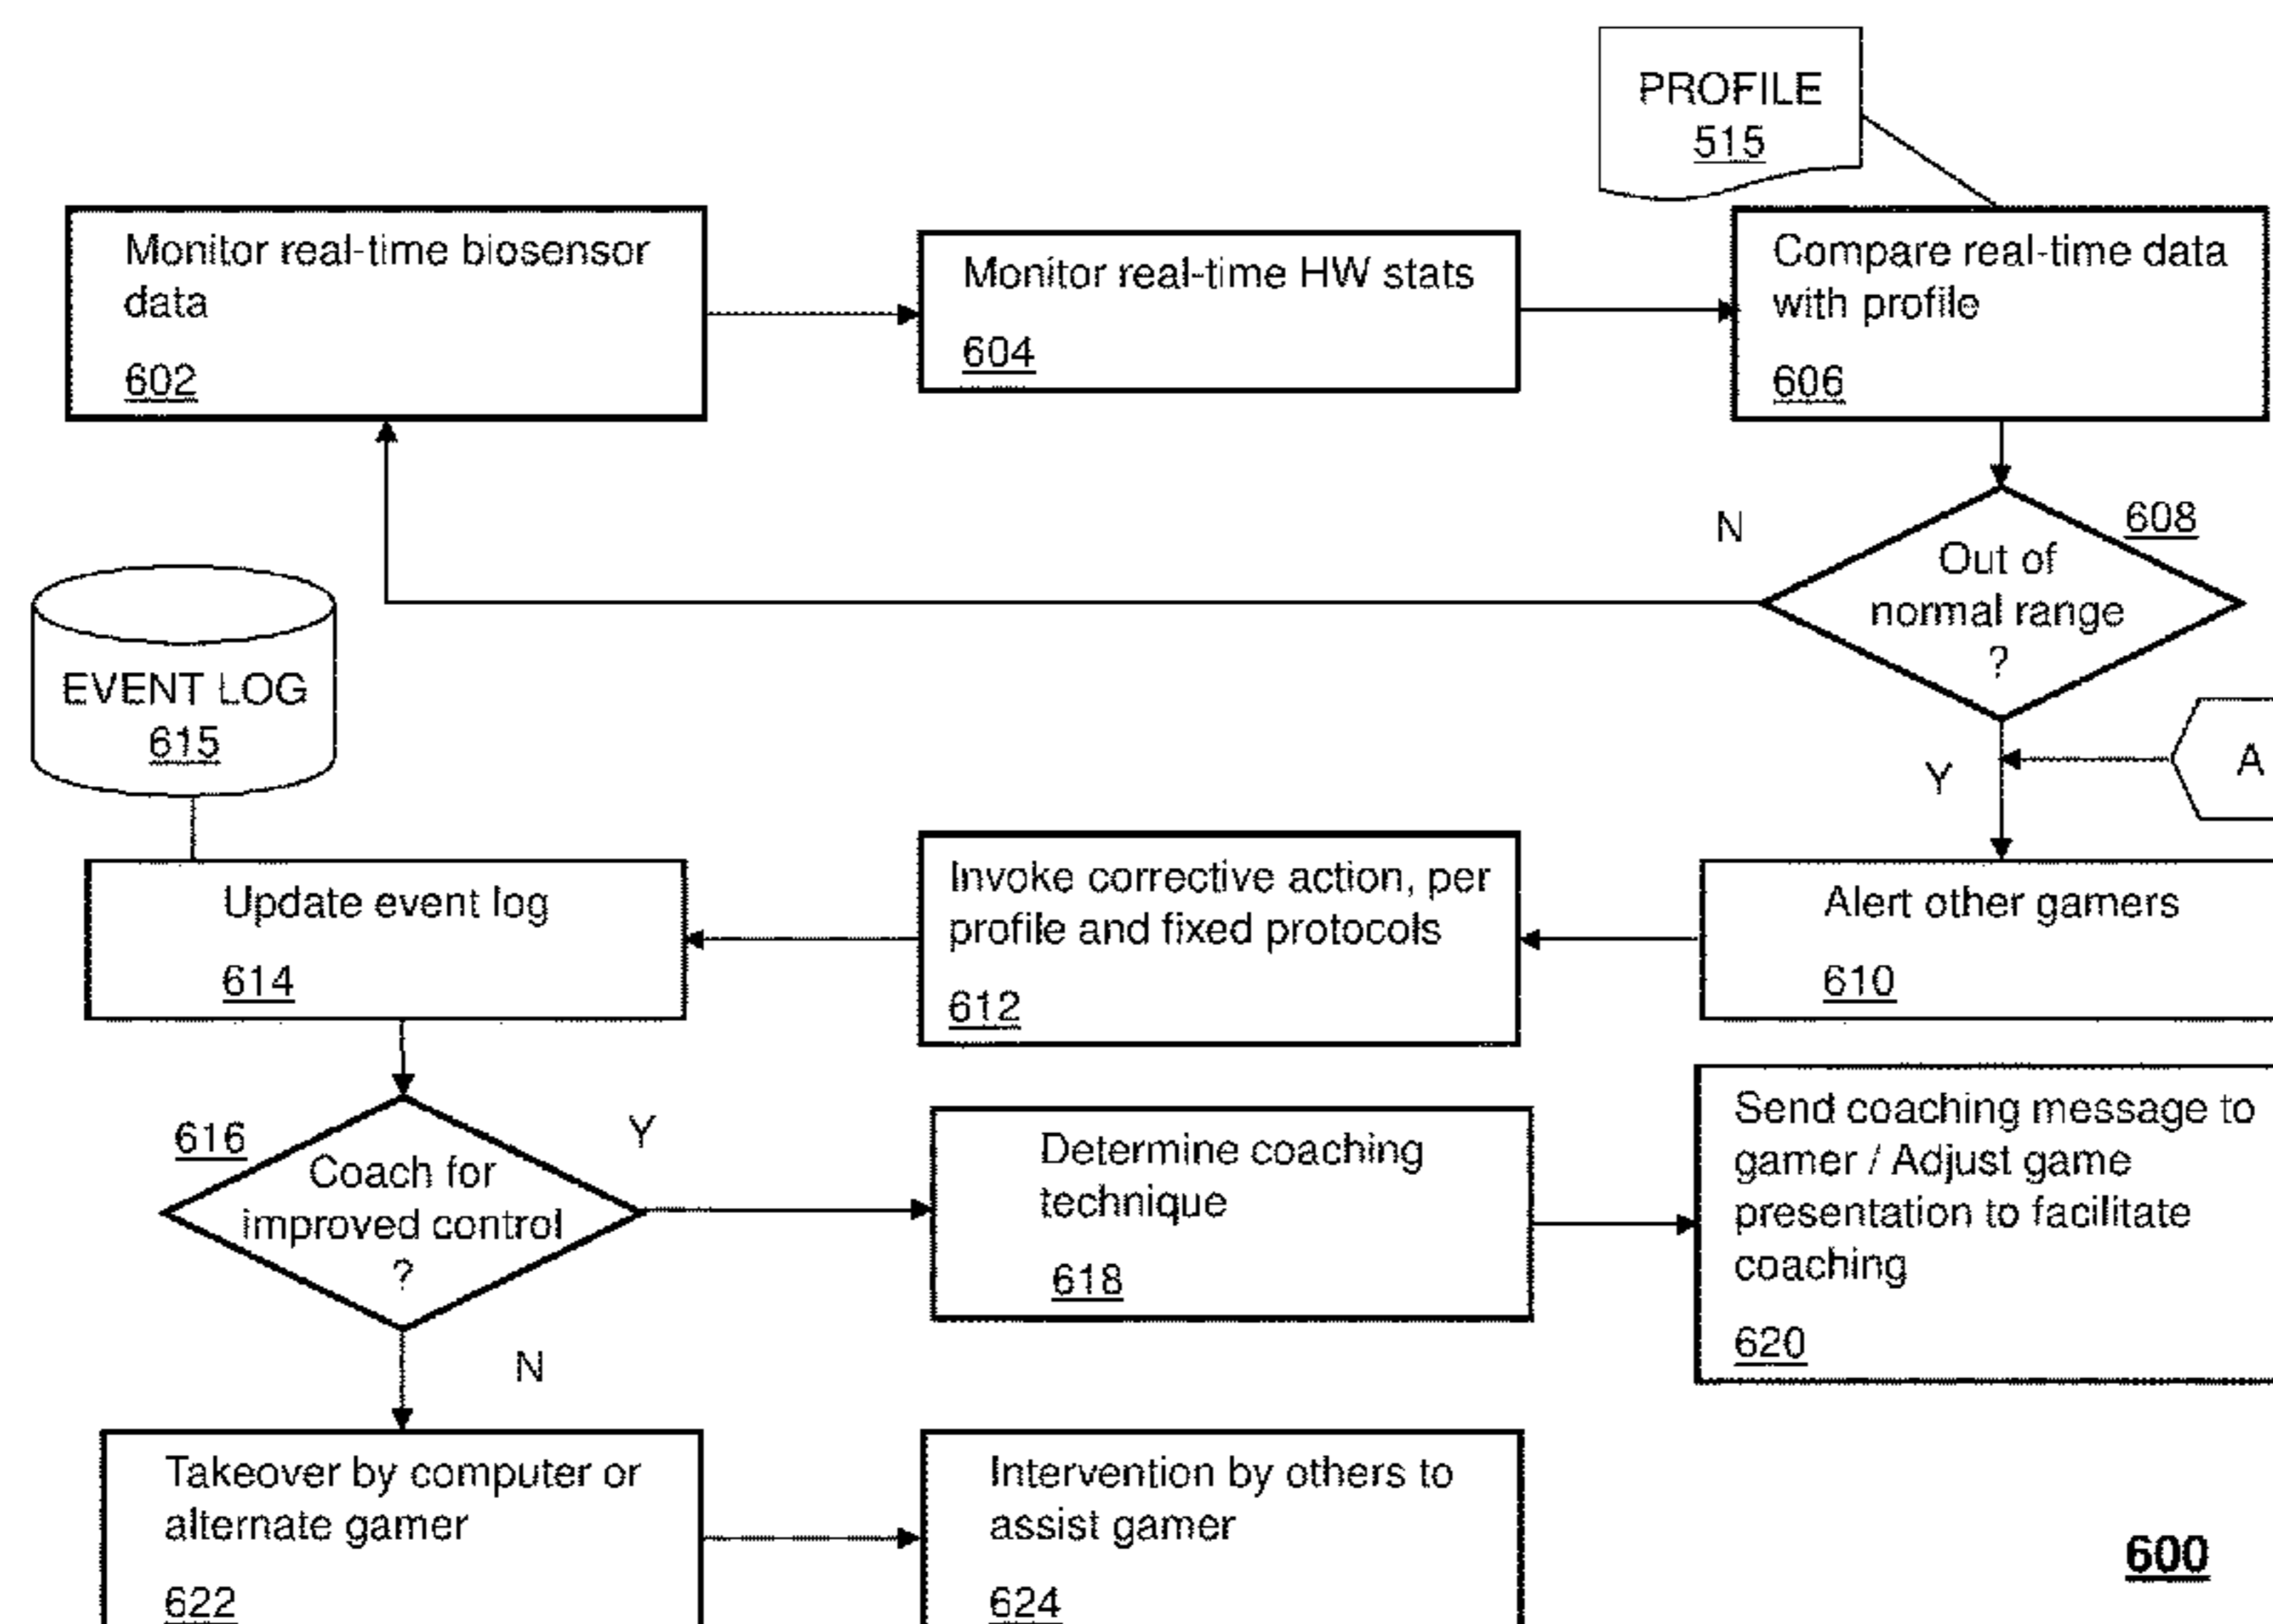 PROFILE
515
Monitor real-time biosensor
data
602
Monitor real-time HW stats
604
Compare real-time data
with profile
606
608
N
Out of
normal range
?
Y
A
EVENT LOG
615
Update event log
614
Invoke corrective action, per
profile and fixed protocols
612
Alert other gamers
610
616
Y
Coach for
improved control
?
N
Determine coaching
technique
618
Send coaching message to
gamer / Adjust game
presentation to facilitate
coaching
620
Takeover by computer or
alternate gamer
622
Intervention by others to
assist gamer
624
600